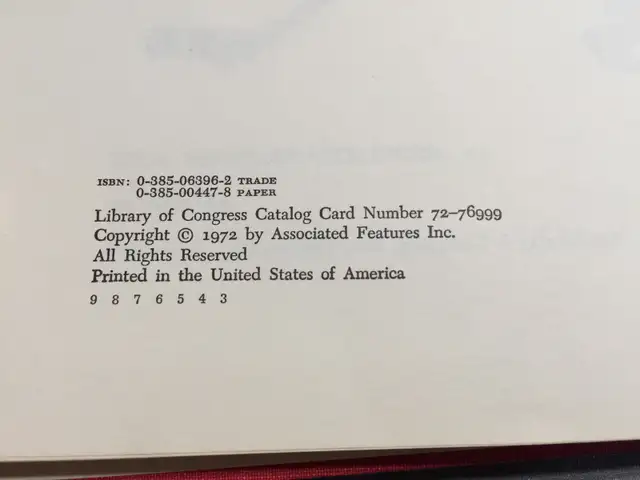 ISBN: 0-385-06396-2 TRADE
0-385-00447-8 PAPER
Library of Congress Catalog Card Number 72-76999
Copyright © 1972 by Associated Features Inc.
All Rights Reserved
Printed in the United States of America
9 8 7 6 5 4 3